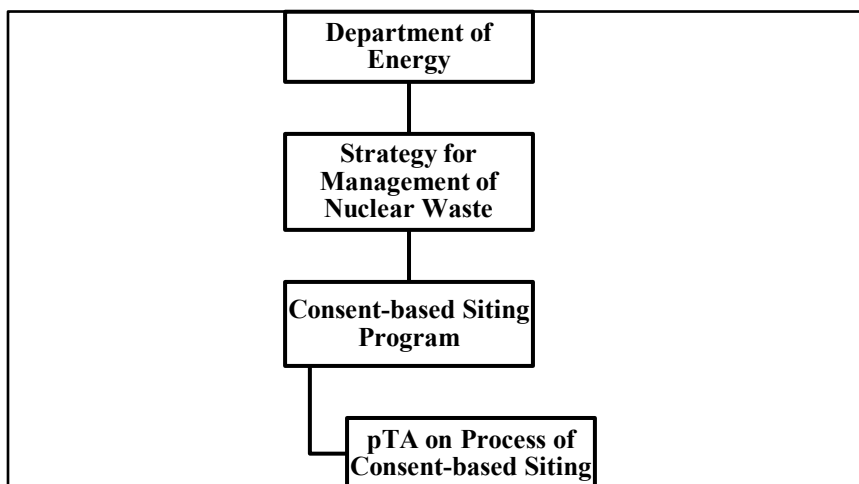 Department of
Energy
Strategy for
Management of
Nuclear Waste
Consent-based Siting
Program
pTA on Process of
Consent-based Siting